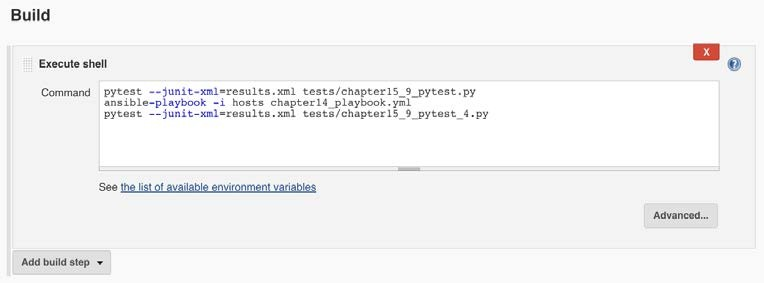 Build
X
Execute shell
Command
pytest --junit-xml=results.xml tests/chapter15_9_pytest.py
ansible-playbook -i hosts chapter14_playbook.yml
pytest --junit-xml=results.xml tests/chapter15_9_pytest_4.py
See the list of available environment variables
Advanced...
Add build step